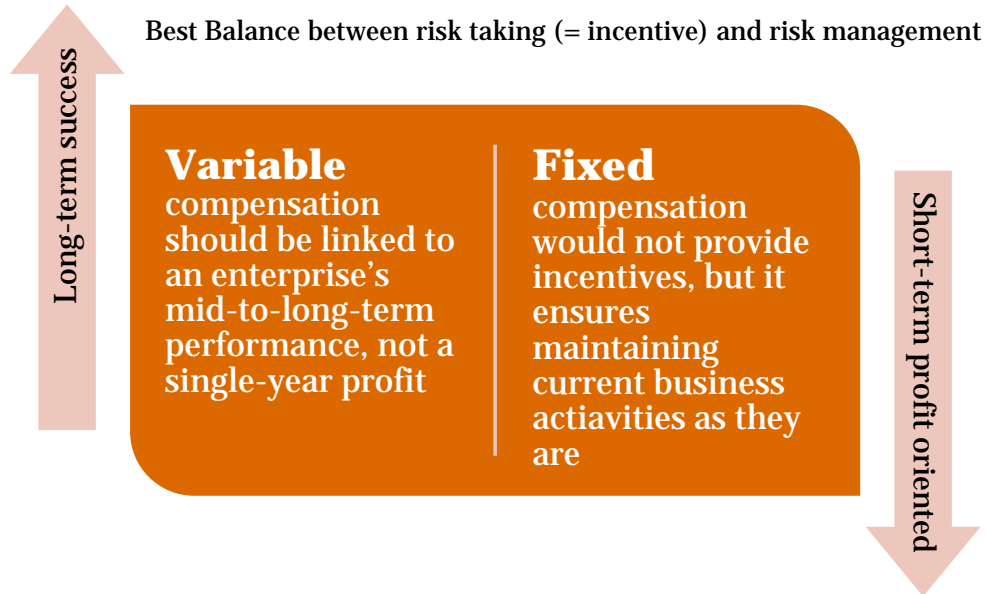 Best Balance between risk taking (= incentive) and risk management
Long-term success
Variable
compensation
should be linked to
an enterprise’s
mid-to-long-term
performance, not a
single-year profit
Fixed
compensation
would not provide
incentives, but it
ensures
maintaining
current business
actiavities as they
are
Short-term profit oriented